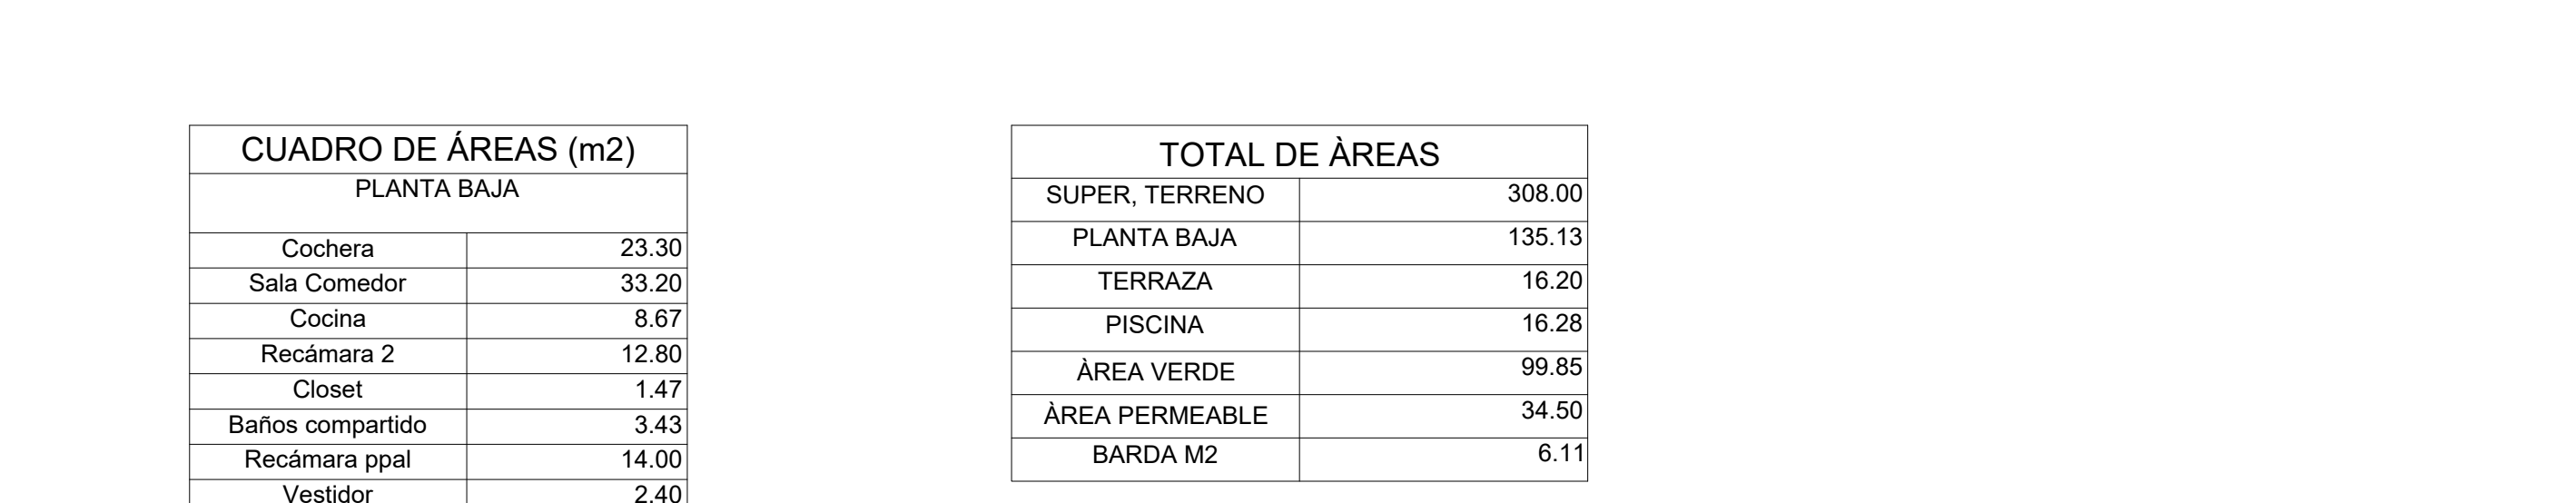 CUADRO DE ÁREAS (m2)
PLANTA BAJA
Cochera 23.30
Sala Comedor 33.20
Cocina 8.67
Recámara 2 12.80
Closet 1.47
Baños compartido 3.43
Recámara ppal 14.00
Vestidor 2.40
TOTAL DE ÀREAS
SUPER, TERRENO 308.00
PLANTA BAJA 135.13
TERRAZA 16.20
PISCINA 16.28
ÀREA VERDE 99.85
ÀREA PERMEABLE 34.50
BARDA M2 6.11